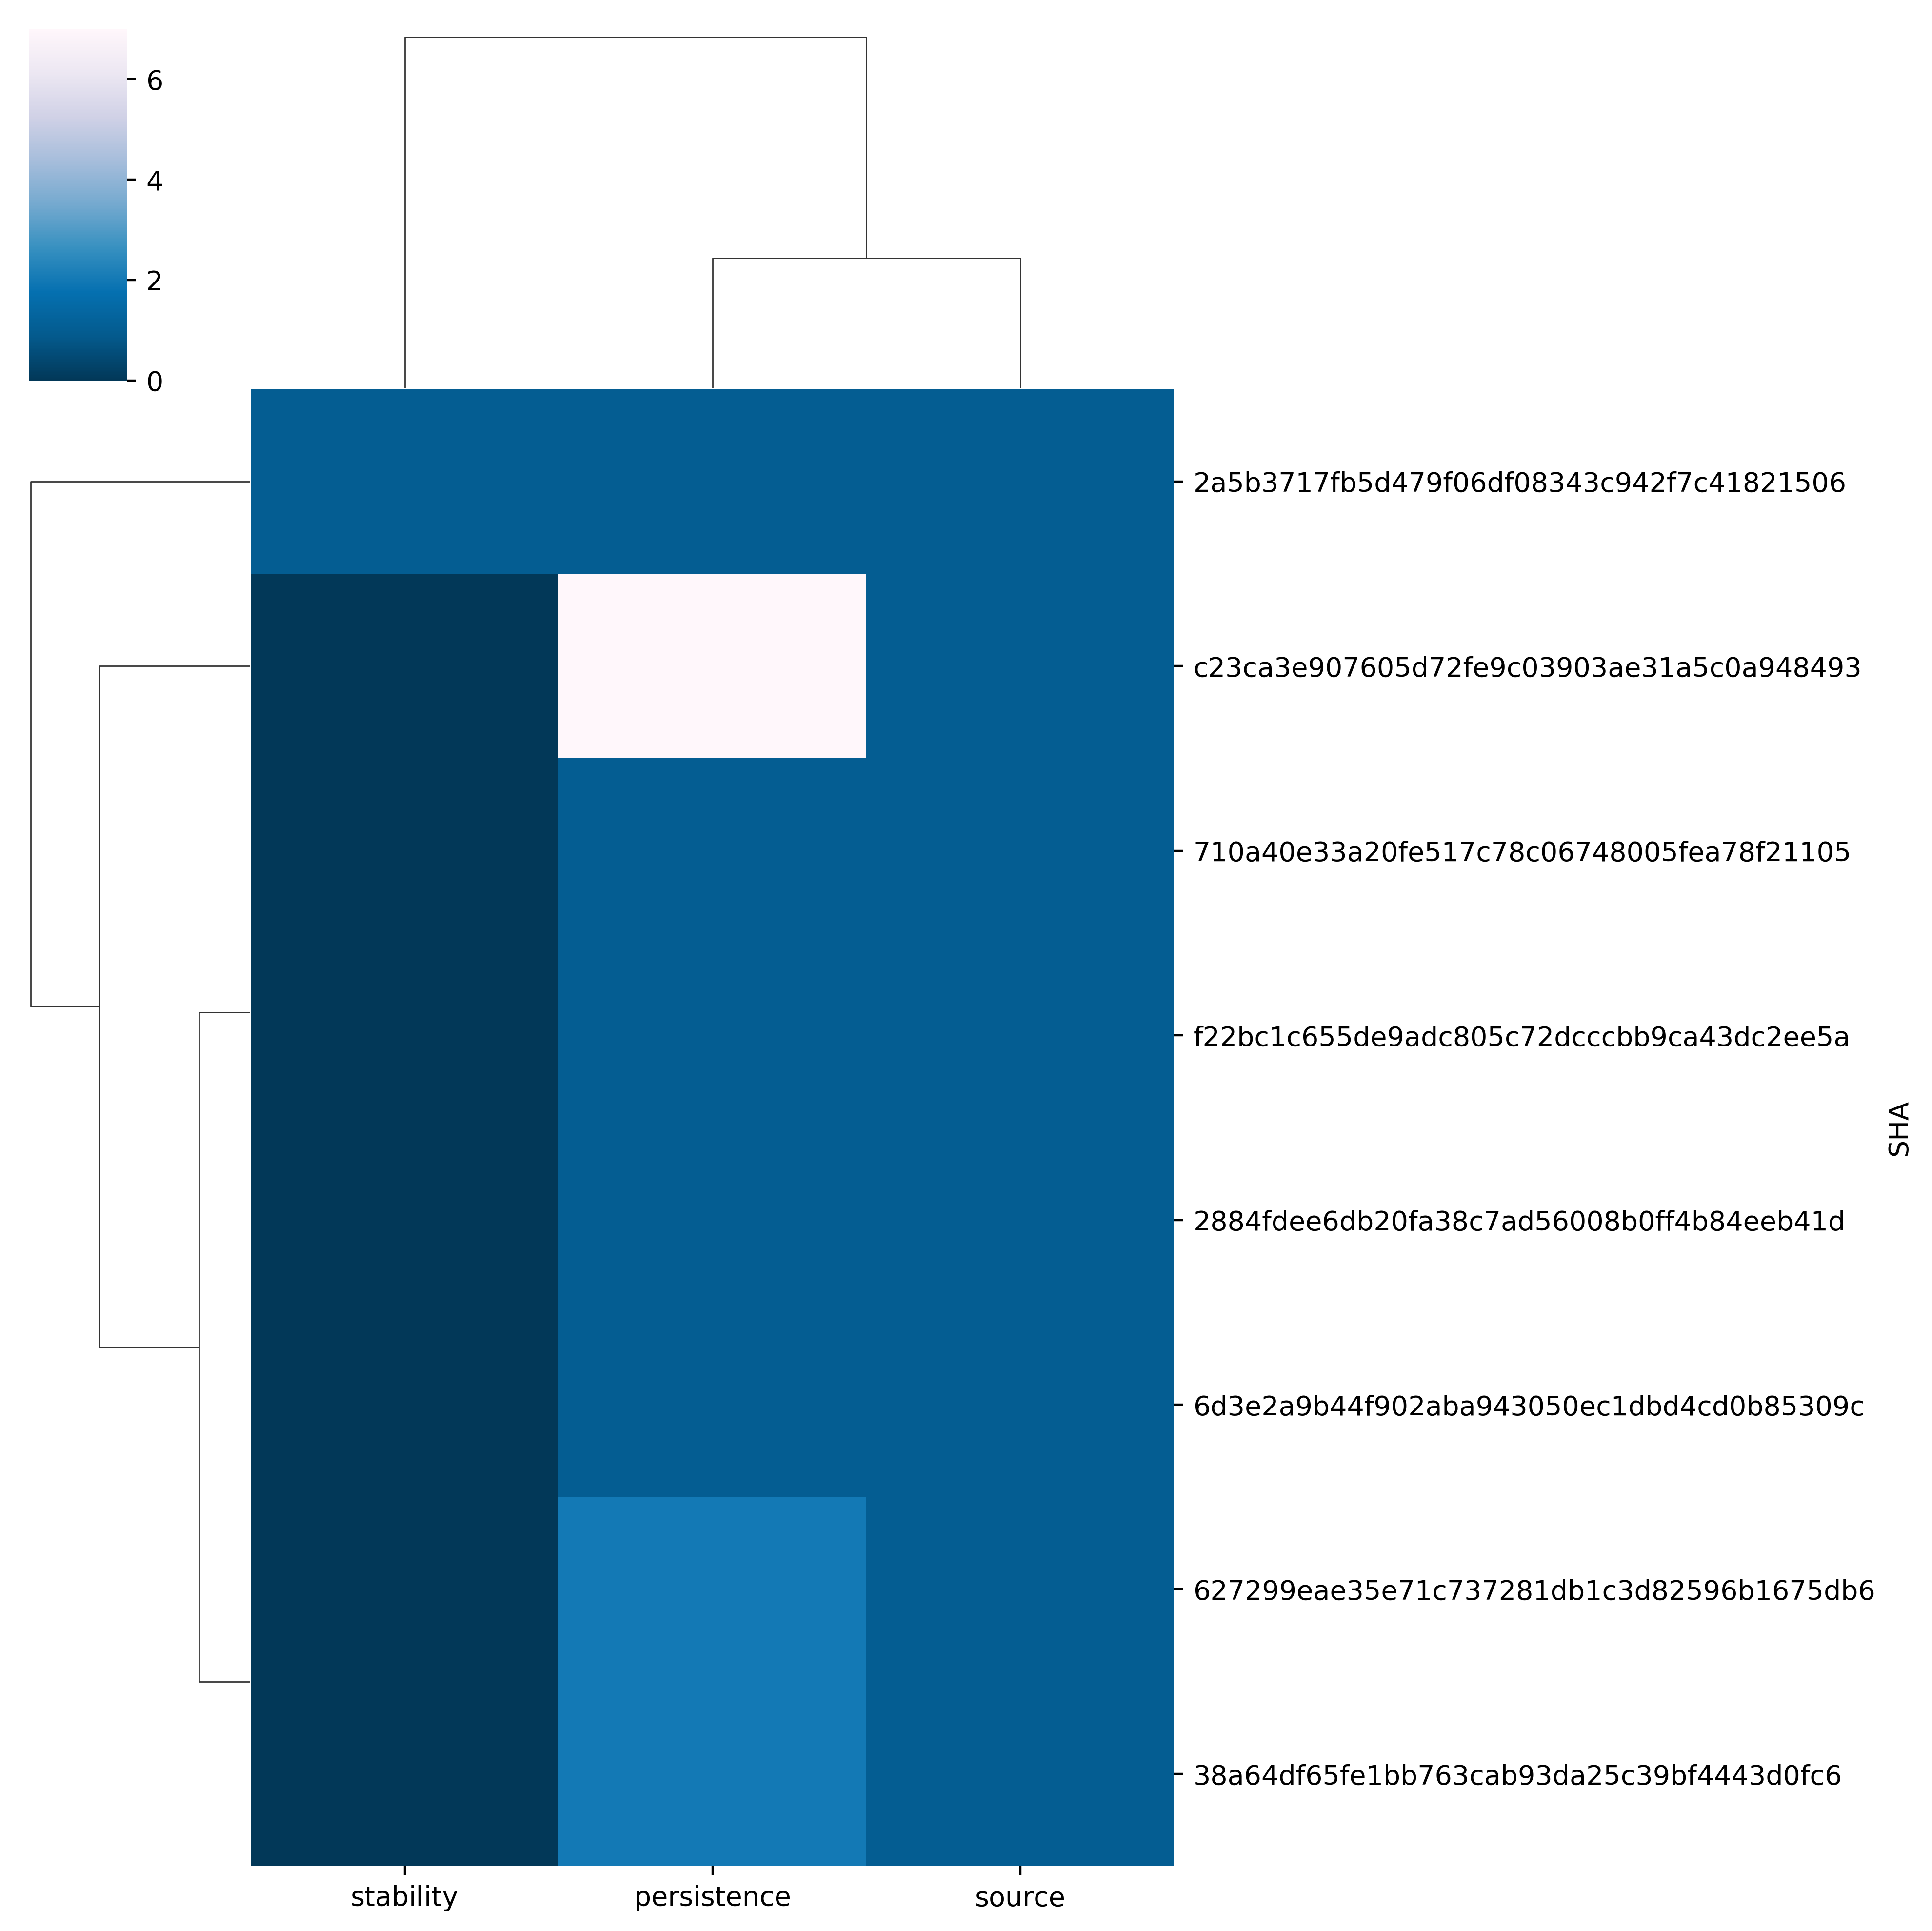 6
4
2
0
2a5b3717fb5d479f06df08343c942f7c41821506
c23ca3e907605d72fe9c03903ae31a5c0a948493
710a40e33a20fe517c78c06748005fea78f21105
f22bc1c655de9adc805c72dcccbb9ca43dc2ee5a
SHA
2884fdee6db20fa38c7ad56008b0ff4b84eeb41d
6d3e2a9b44f902aba943050ec1dbd4cd0b85309c
627299eae35e71c737281db1c3d82596b1675db6
38a64df65fe1bb763cab93da25c39bf4443d0fc6
stability persistence source